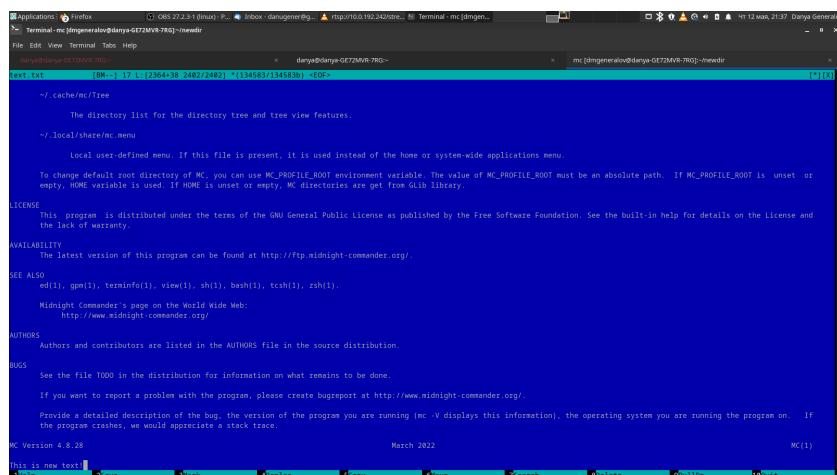 Applications : Firefox OBS 27.2.3-1 (linux) - P... Inbox - danugener@g... rtsp://10.0.192.242/stre... Terminal - mc [dmgen... Чт 12 мая, 21:37 Danya General
Terminal - mc [dmgeneralov@danya-GE72MVR-7RG]:~/newdir
File Edit View Terminal Tabs Help
danya@danya-GE72MVR-7RG:~ × danya@danya-GE72MVR-7RG:~ × mc [dmgeneralov@danya-GE72MVR-7RG]:~/newdir ×
text.txt [BM--] 17 L:[2364+38 2402/2402] *(134583/134583b) <EOF> [*][X]
~/.cache/mc/Tree
The directory list for the directory tree and tree view features.
~/.local/share/mc.menu
Local user-defined menu. If this file is present, it is used instead of the home or system-wide applications menu.
To change default root directory of MC, you can use MC_PROFILE_ROOT environment variable. The value of MC_PROFILE_ROOT must be an absolute path. If MC_PROFILE_ROOT is unset or
empty, HOME variable is used. If HOME is unset or empty, MC directories are get from GLib library.
LICENSE
This program is distributed under the terms of the GNU General Public License as published by the Free Software Foundation. See the built-in help for details on the License and
the lack of warranty.
AVAILABILITY
The latest version of this program can be found at http://ftp.midnight-commander.org/.
SEE ALSO
ed(1), gpm(1), terminfo(1), view(1), sh(1), bash(1), tcsh(1), zsh(1).
Midnight Commander's page on the World Wide Web:
http://www.midnight-commander.org/
AUTHORS
Authors and contributors are listed in the AUTHORS file in the source distribution.
BUGS
See the file TODO in the distribution for information on what remains to be done.
If you want to report a problem with the program, please create bugreport at http://www.midnight-commander.org/.
Provide a detailed description of the bug, the version of the program you are running (mc -V displays this information), the operating system you are running the program on. If
the program crashes, we would appreciate a stack trace.
MC Version 4.8.28 March 2022 MC(1)
This is new text!